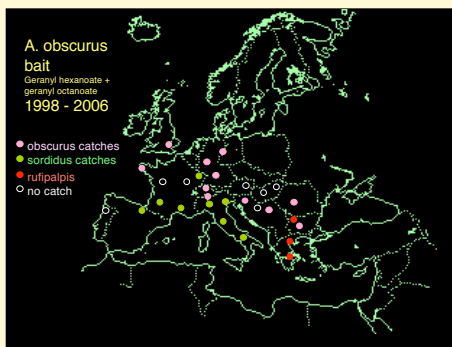 A. obscurus
bait
Geranyl hexanoate +
geranyl octanoate
1998 - 2006
obscurus catches
sordidus catches
rufipalpis
no catch